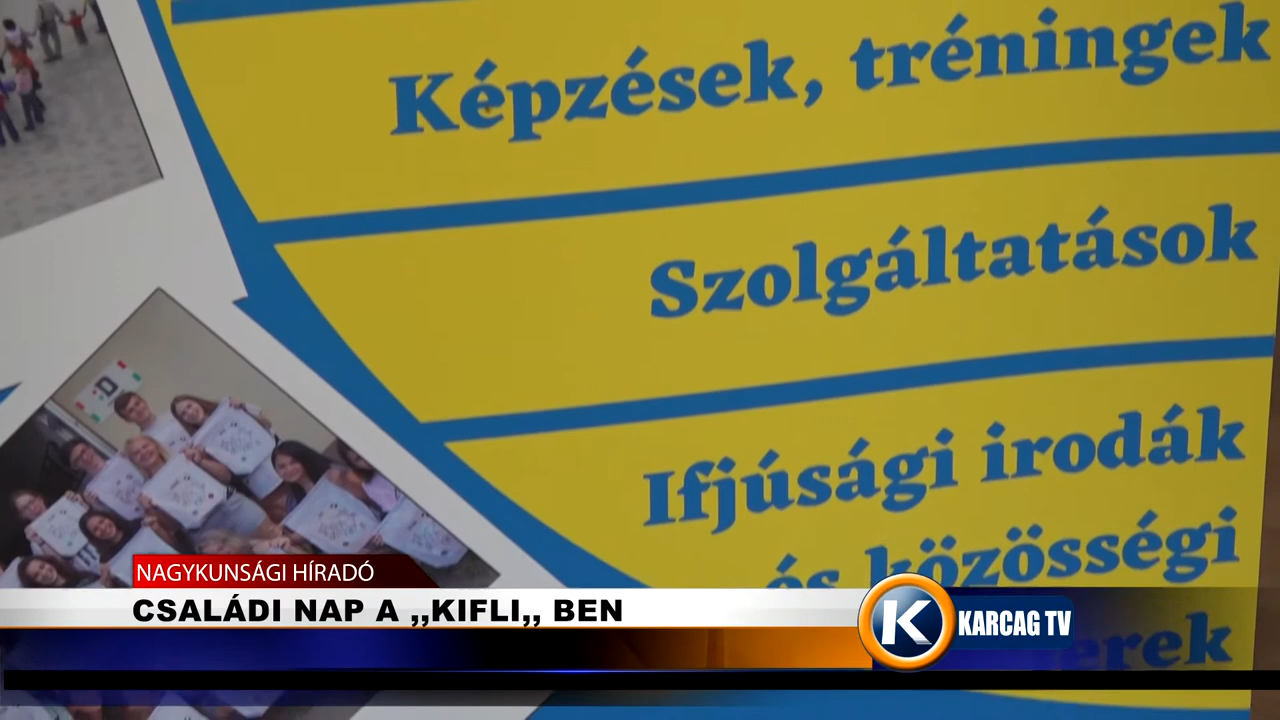 Képzések, tréningek
Szolgáltatások
Ifjúsági irodák
és közösségi
NAGYKUNSÁGI HÍRADÓ
CSALÁDI NAP A ,,KIFLI,, BEN
K KARCAG TV